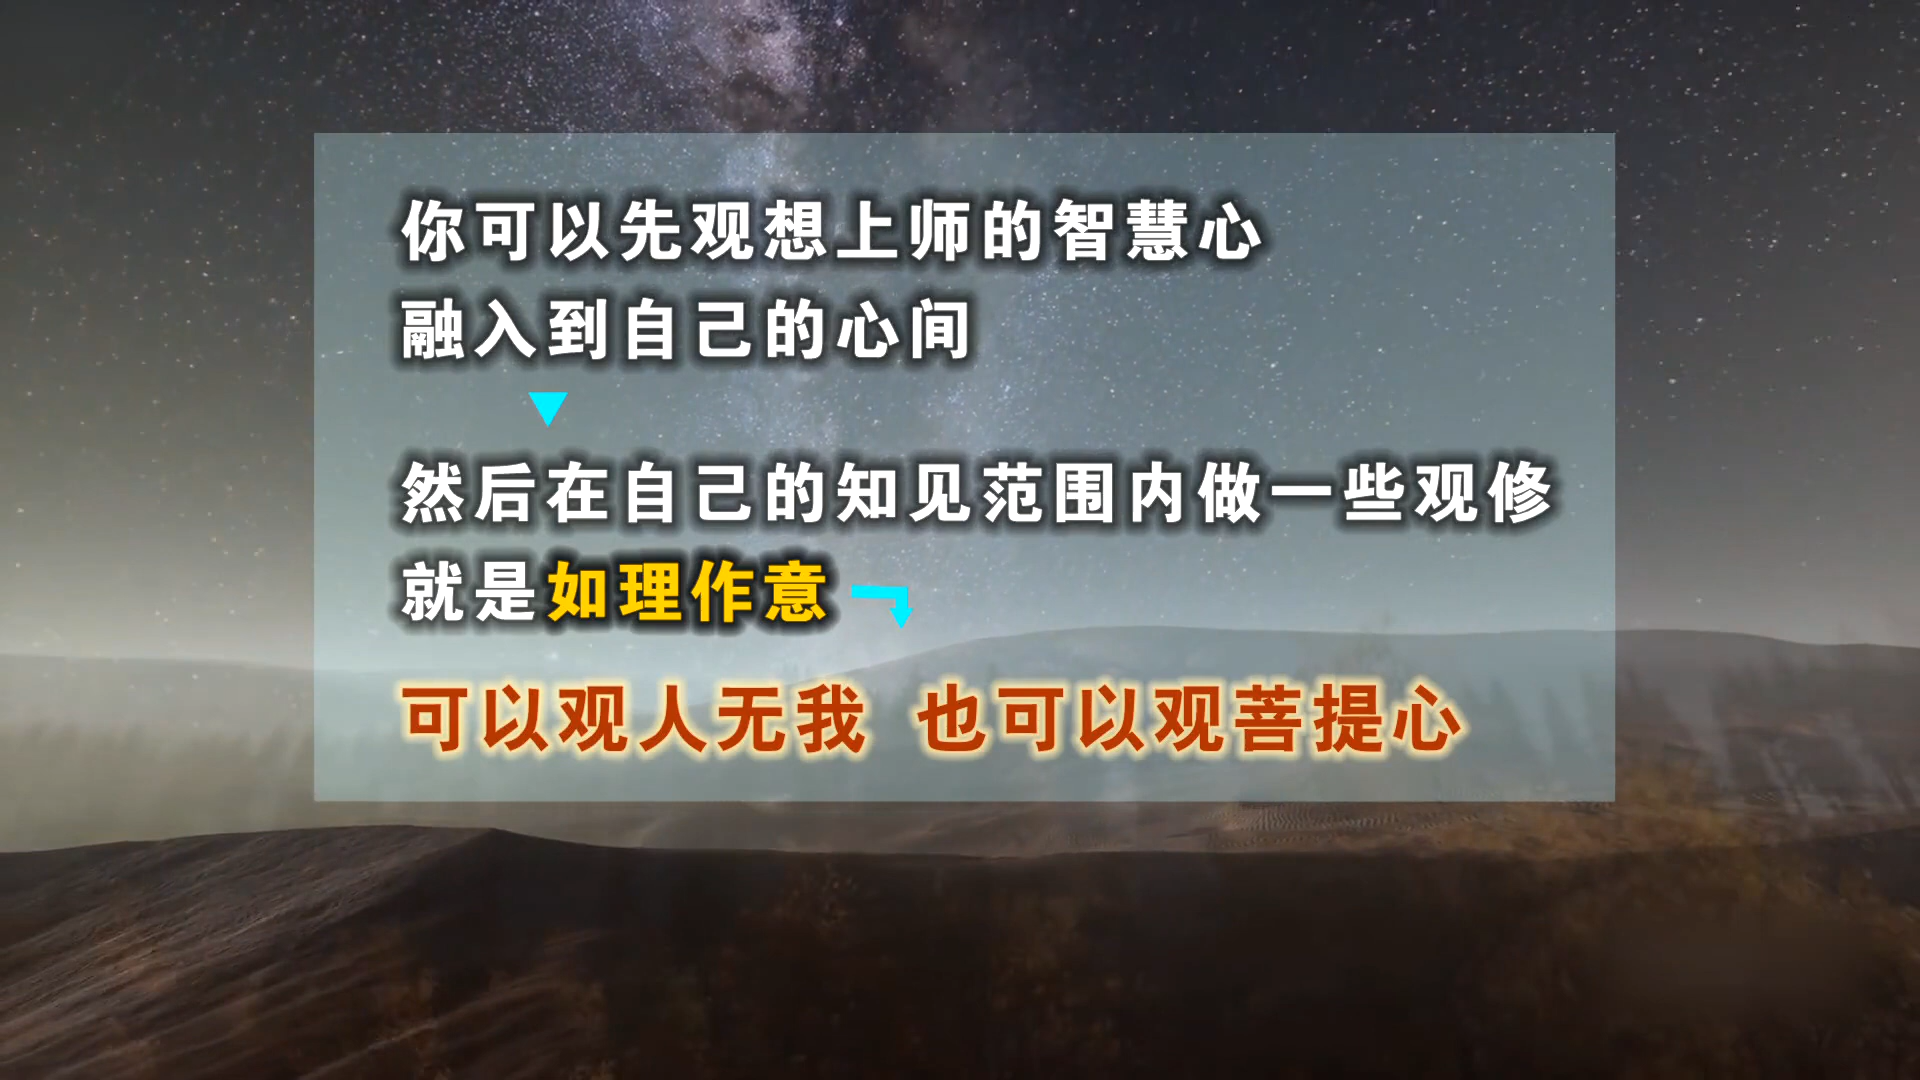 你可以先观想上师的智慧心
融入到自己的心间
然后在自己的知见范围内做一些观修
就是如理作意
可以观人无我 也可以观菩提心